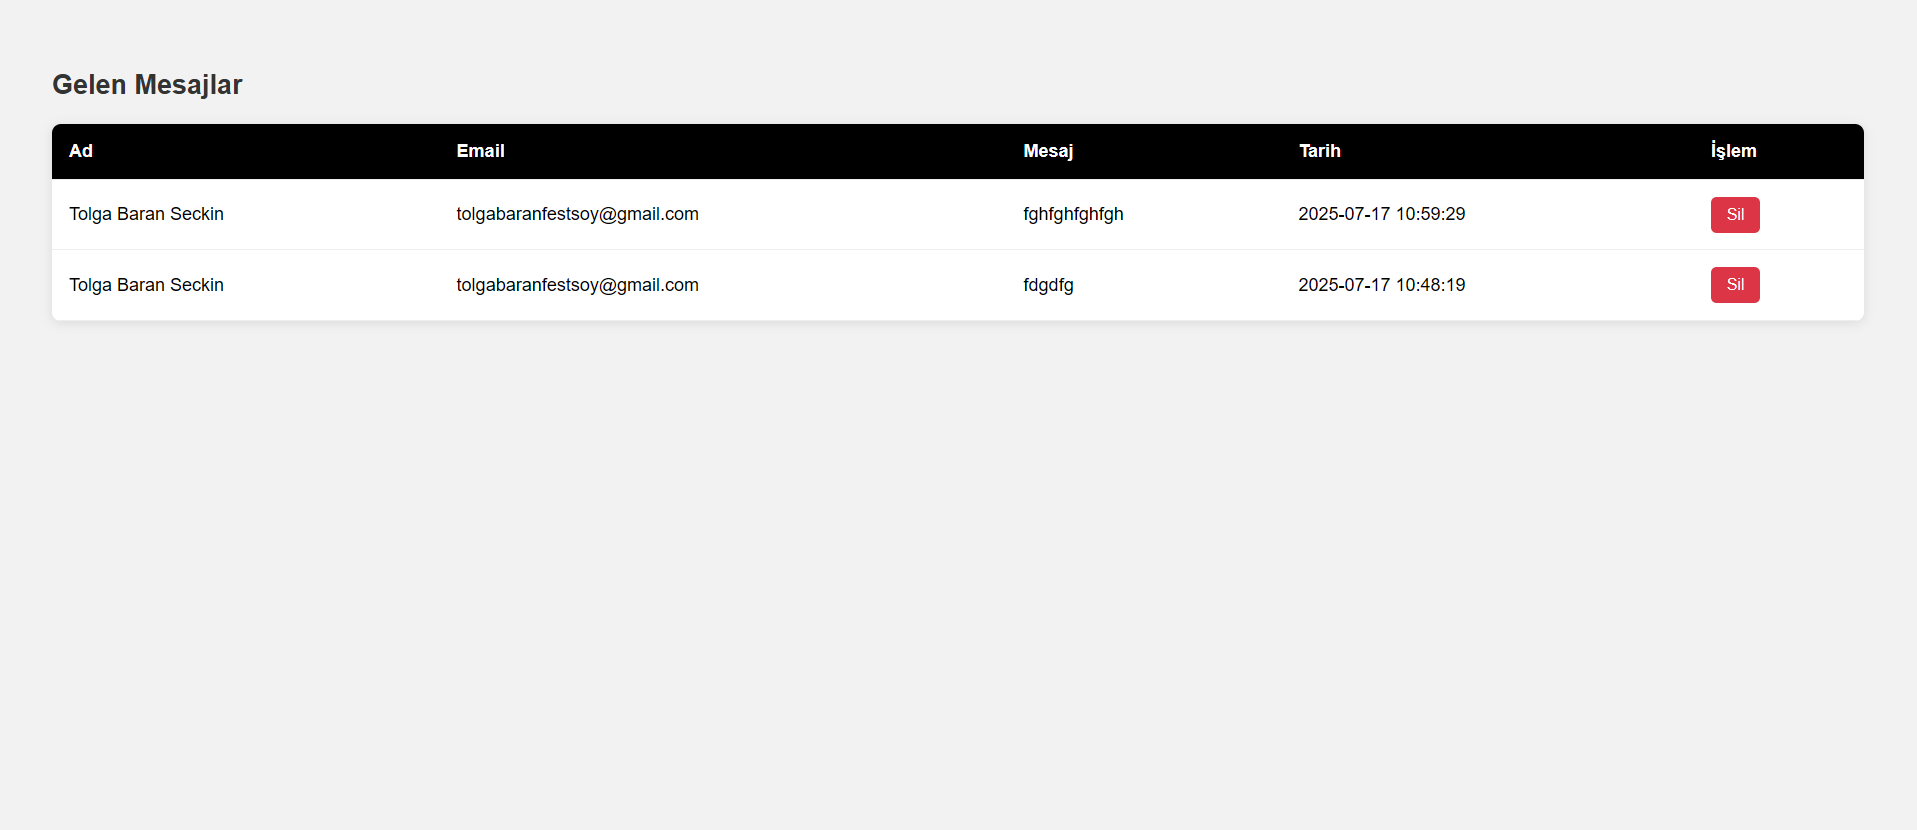 Gelen Mesajlar
Ad Email Mesaj Tarih İşlem
Tolga Baran Seckin tolgabaranfestsoy@gmail.com fghfghfghfgh 2025-07-17 10:59:29 Sil
Tolga Baran Seckin tolgabaranfestsoy@gmail.com fdgdfg 2025-07-17 10:48:19 Sil